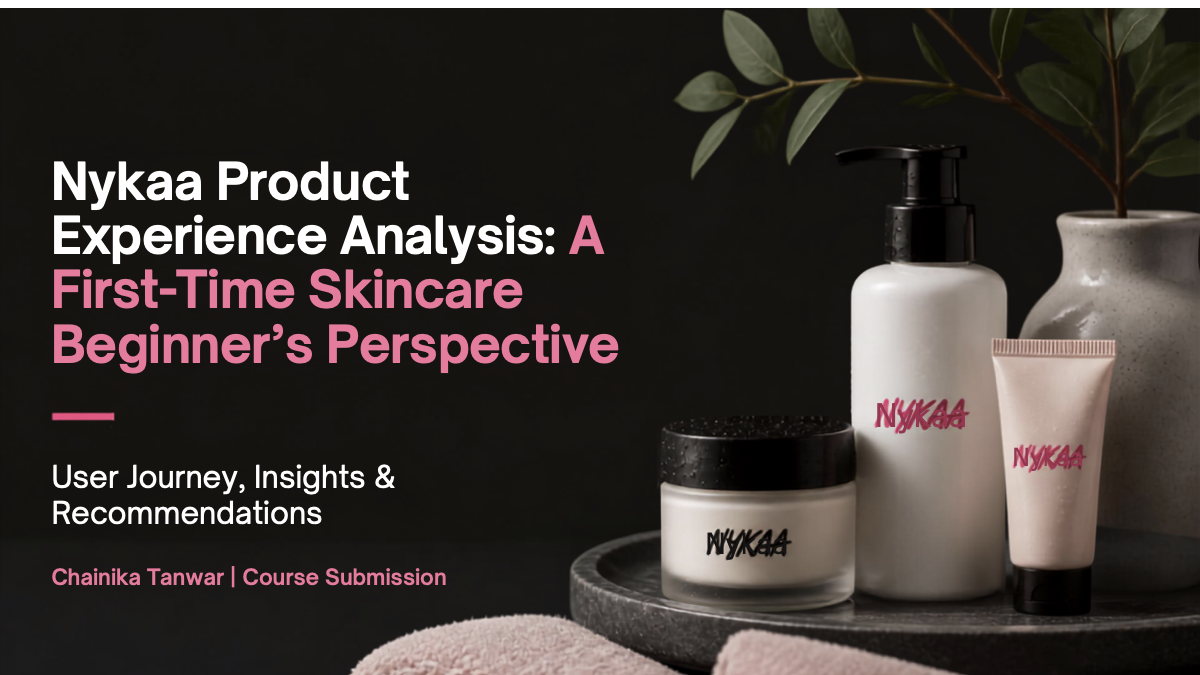 Nykaa Product
Experience Analysis: A
First-Time Skincare
Beginner’s Perspective
User Journey, Insights &
Recommendations
Chainika Tanwar | Course Submission
NYKAA
NYKAA
NYKAA